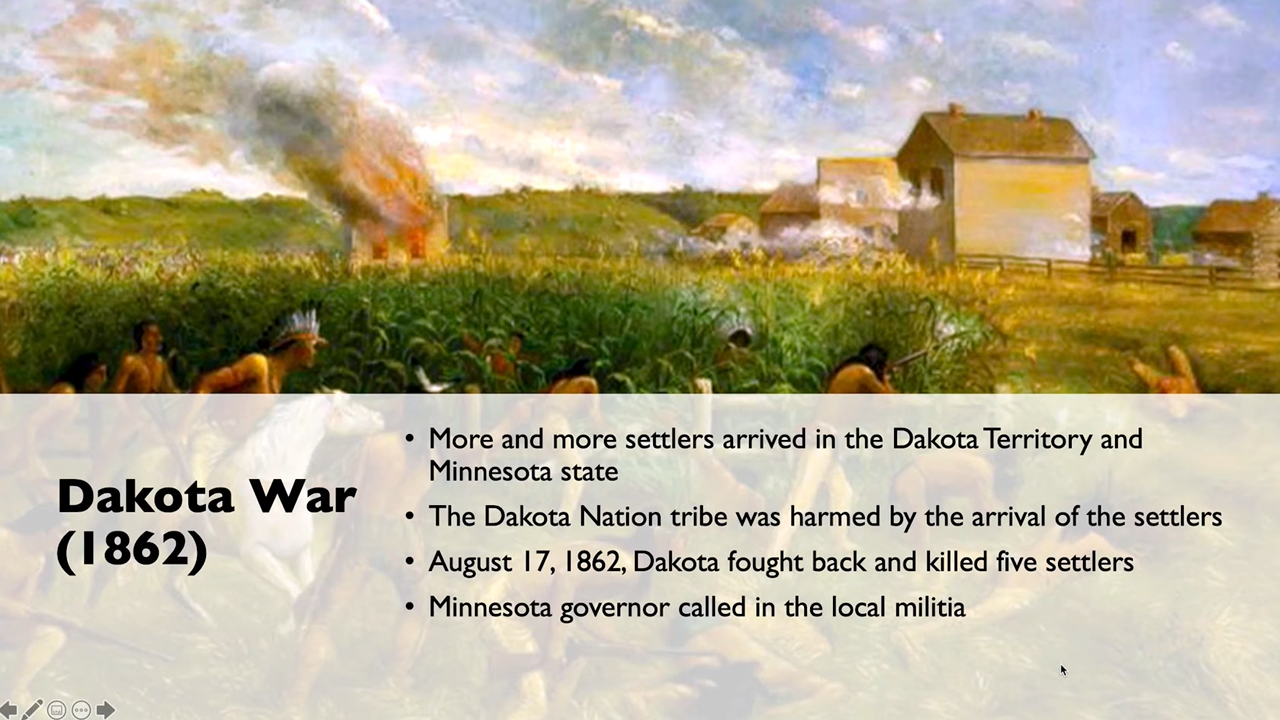 Dakota War
(1862)
• More and more settlers arrived in the Dakota Territory and
Minnesota state
• The Dakota Nation tribe was harmed by the arrival of the settlers
• August 17, 1862, Dakota fought back and killed five settlers
• Minnesota governor called in the local militia